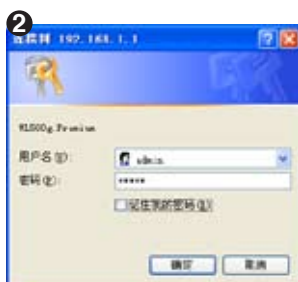 2
连接到 192.168.1.1
WL500g.Premium
用户名(U):
admin
密码(P):
*****
记住我的密码(R)
确定
取消